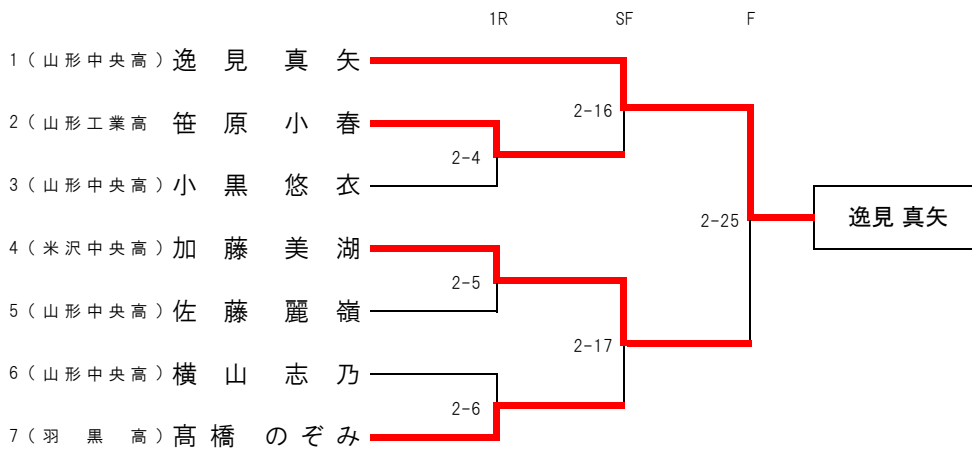 1R SF F
1 (山形中央高) 逸見 真矢
2 (山形工業高 笹原 小春
3 (山形中央高) 小黒 悠衣
4 (米沢中央高) 加藤 美湖
5 (山形中央高) 佐藤 麗嶺
6 (山形中央高) 横山 志乃
7 (羽黒高) 髙橋 のぞみ
2-4
2-5
2-6
2-16
2-17
2-25
逸見 真矢